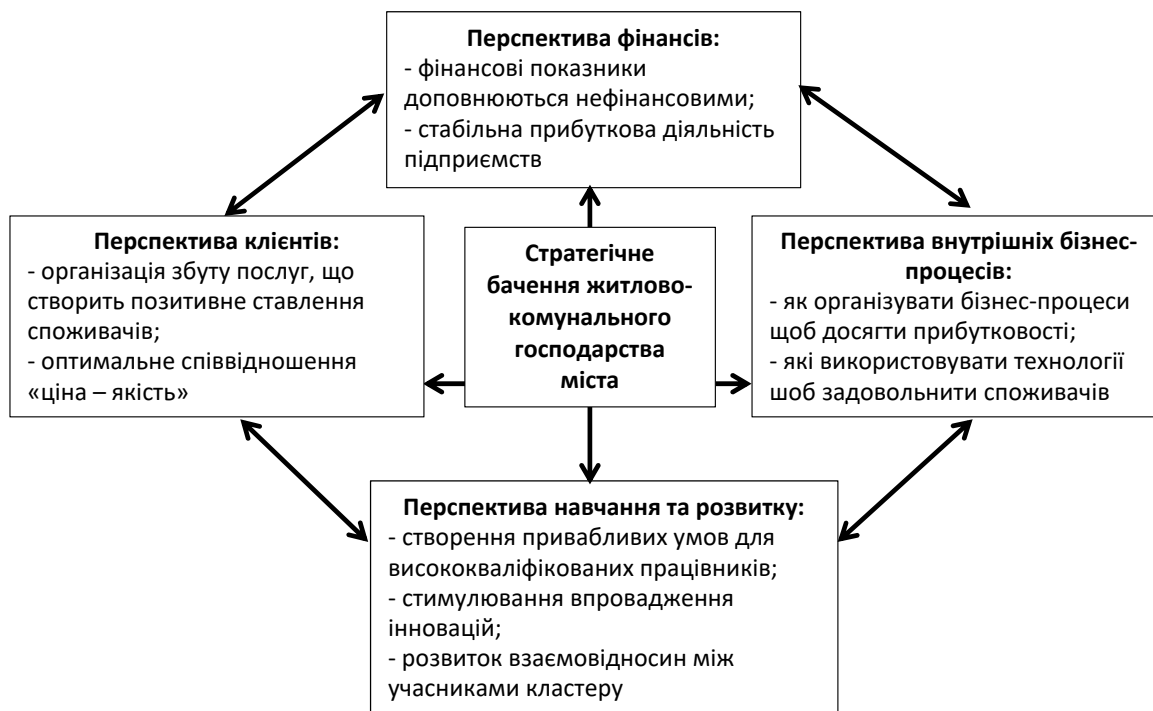 Перспектива фінансів:
- фінансові показники
доповнюються нефінансовими;
- стабільна прибуткова діяльність
підприємств
Перспектива клієнтів:
- організація збуту послуг, що
створить позитивне ставлення
споживачів;
- оптимальне співвідношення
«ціна – якість»
Стратегічне
бачення житлово-
комунального
господарства
міста
Перспектива внутрішніх бізнес-
процесів:
- як організувати бізнес-процеси
щоб досягти прибутковості;
- які використовувати технології
шоб задовольнити споживачів
Перспектива навчання та розвитку:
- створення привабливих умов для
висококваліфікованих працівників;
- стимулювання впровадження
інновацій;
- розвиток взаємовідносин між
учасниками кластеру